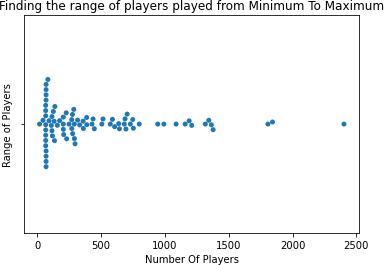 Finding the range of players played from Minimum To Maximum
Range of Players
0 500 1000 1500 2000 2500
Number Of Players